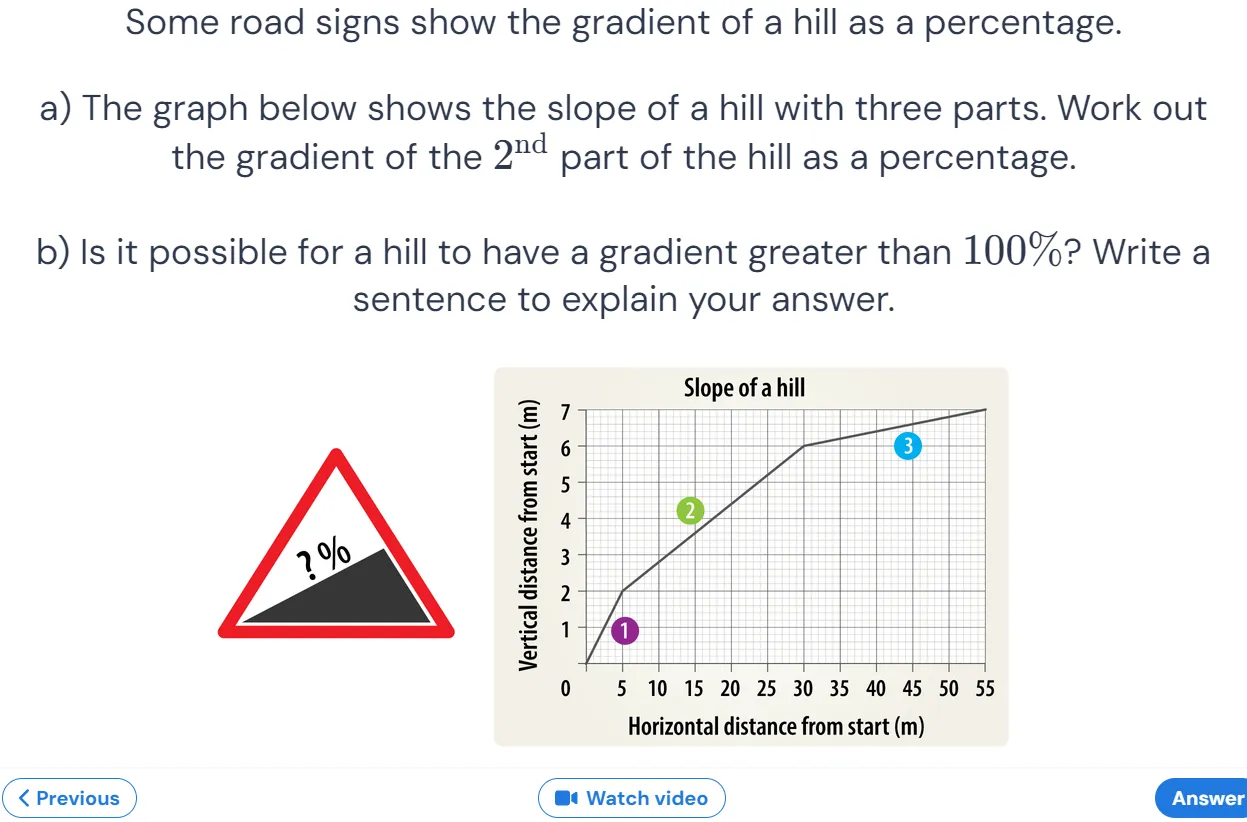 Some road signs show the gradient of a hill as a percentage.
a) The graph below shows the slope of a hill with three parts. Work out
the gradient of the 2nd part of the hill as a percentage.
b) Is it possible for a hill to have a gradient greater than 100%? Write a
sentence to explain your answer.
?%
Slope of a hill
Vertical distance from start (m)
7
6
5
4
3
2
1
1
2
3
0 5 10 15 20 25 30 35 40 45 50 55
Horizontal distance from start (m)
Previous
Watch video
Answer